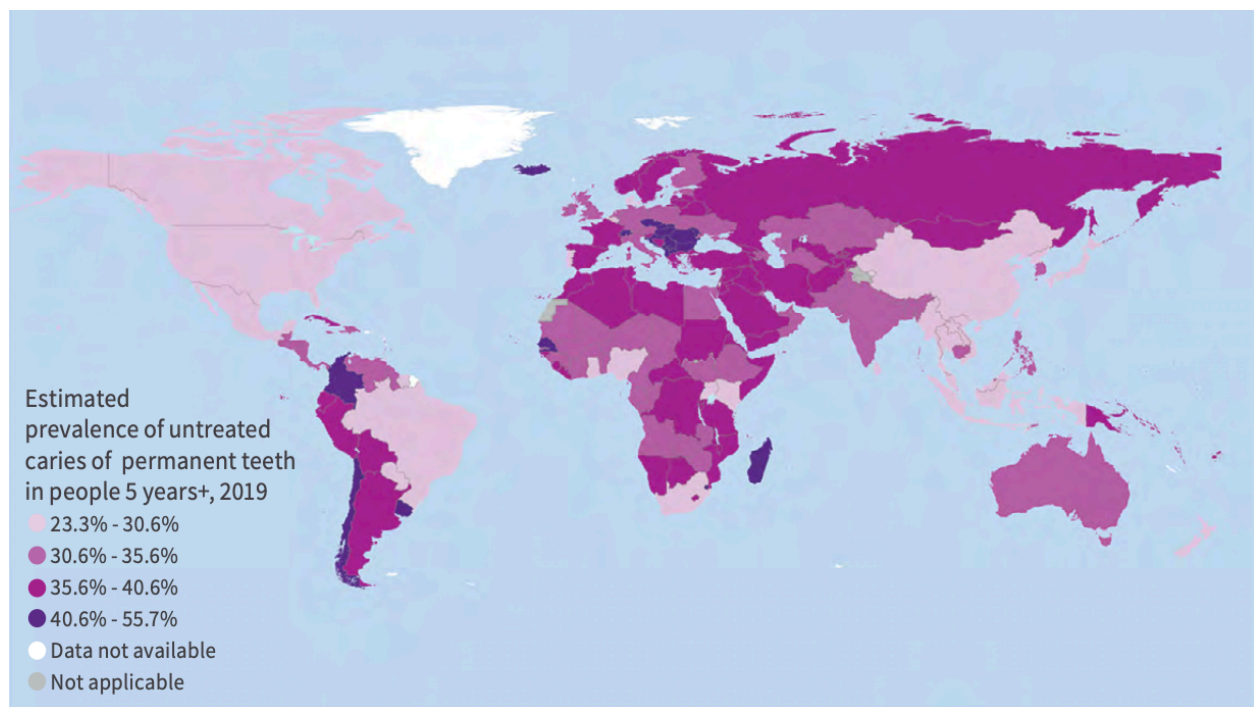 Estimated
prevalence of untreated
caries of permanent teeth
in people 5 years+, 2019
23.3% - 30.6%
30.6% - 35.6%
35.6% - 40.6%
40.6% - 55.7%
Data not available
Not applicable